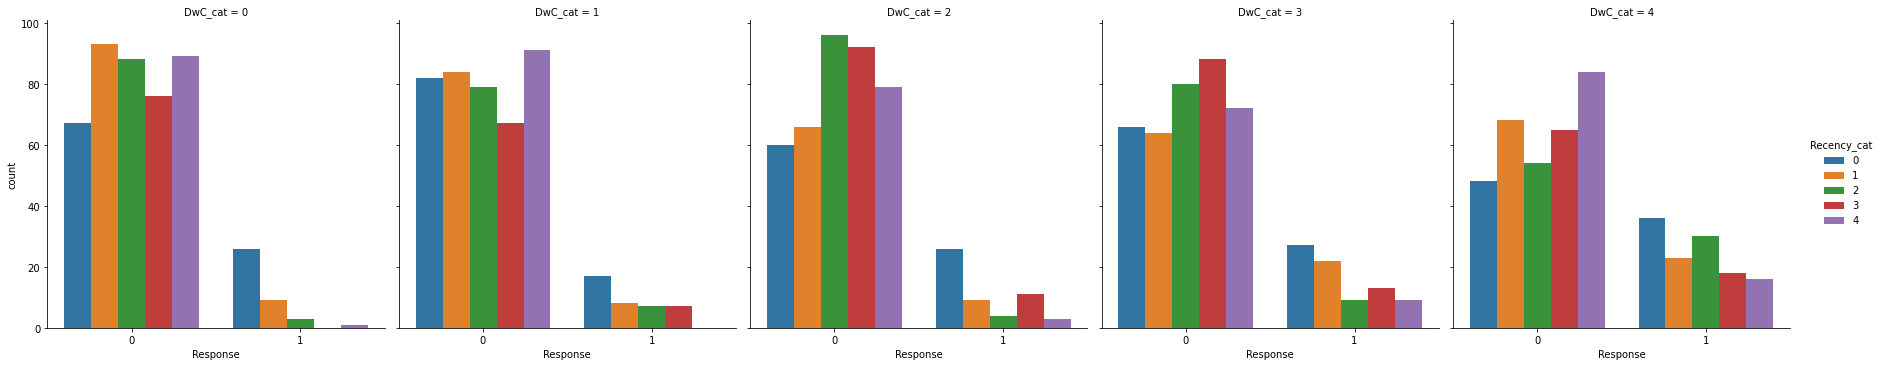 DwC_cat = 0
DwC_cat = 1
DwC_cat = 2
DwC_cat = 3
DwC_cat = 4
100
80
60
40
20
0
count
0 1
0 1
0 1
0 1
0 1
Response
Response
Response
Response
Response
Recency_cat
0
1
2
3
4